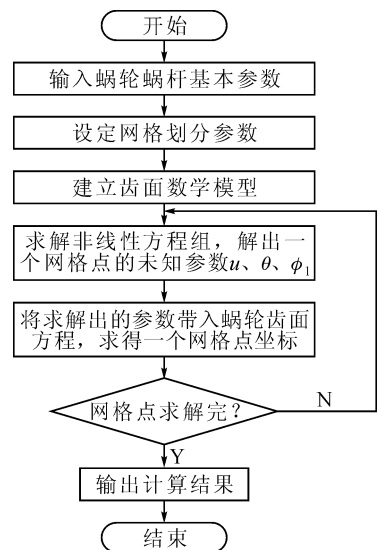 开始
输入蜗轮蜗杆基本参数
设定网格划分参数
建立齿面数学模型
求解非线性方程组，解出一
个网格点的未知参数u、θ、ϕ₁
将求解出的参数带入蜗轮齿面
方程，求得一个网格点坐标
网格点求解完？
N
Y
输出计算结果
结束